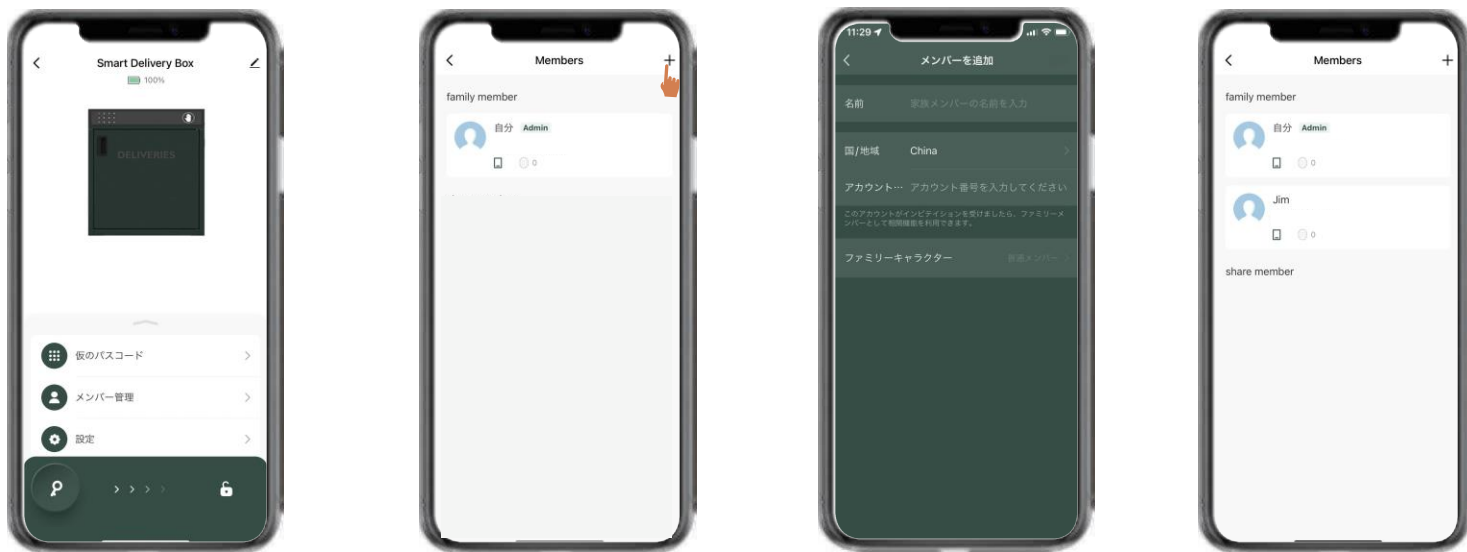 Smart Delivery Box
100%
DELIVERIES
仮のパスコード
メンバー管理
設定
Members
family member
自分 Admin
0
11:29
メンバーを追加
名前 家族メンバーの名前を入力
国/地域 China
アカウント… アカウント番号を入力してください
このアカウントがインビテイションを受けましたら、ファミリーメ
ンバーとして相関機能を利用できます。
ファミリーキャラクター 普通メンバー
Members
family member
自分 Admin
0
Jim
0
share member